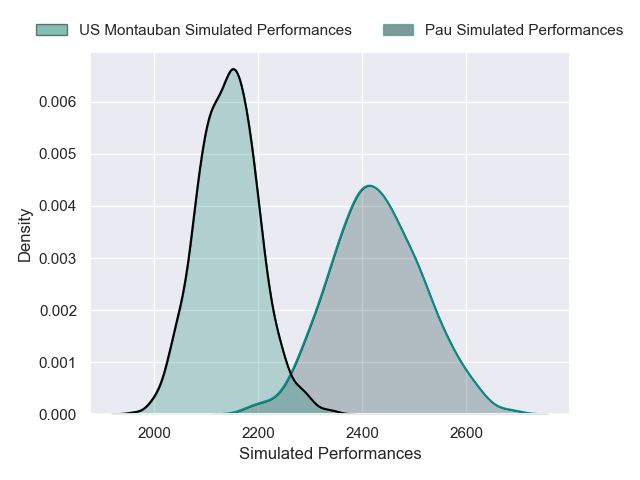 US Montauban Simulated Performances Pau Simulated Performances
0.006
0.005
0.004
0.003
0.002
0.001
0.000
Density
2000 2200 2400 2600
Simulated Performances